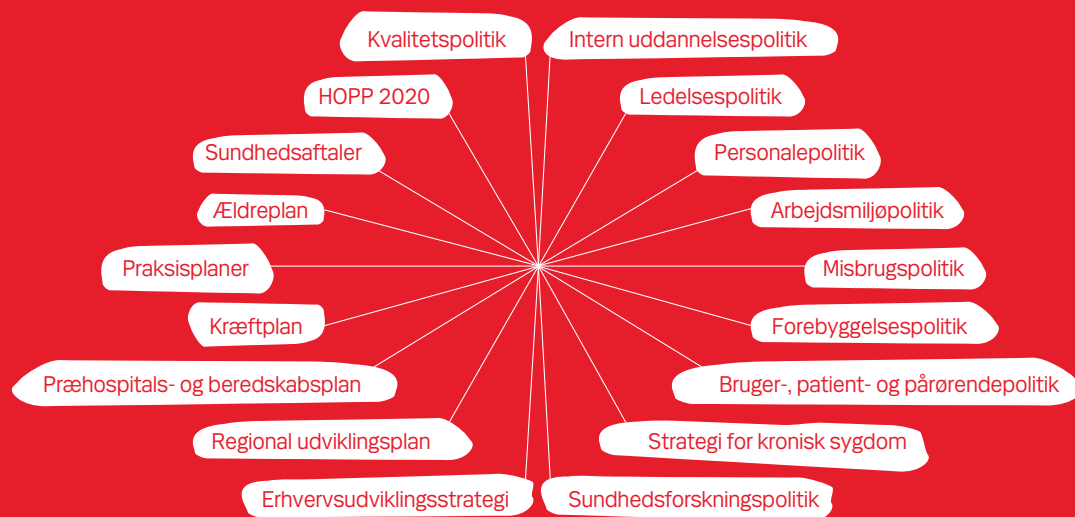 Kvalitetspolitik
Intern uddannelsespolitik
HOPP 2020
Ledelsespolitik
Sundhedsaftaler
Personalepolitik
Ældreplan
Arbejdsmiljøpolitik
Praksisplaner
Misbrugspolitik
Kræftplan
Forebyggelsespolitik
Præhospitals- og beredskabsplan
Bruger-, patient- og pårørendepolitik
Regional udviklingsplan
Strategi for kronisk sygdom
Erhvervsudviklingsstrategi
Sundhedsforskningspolitik